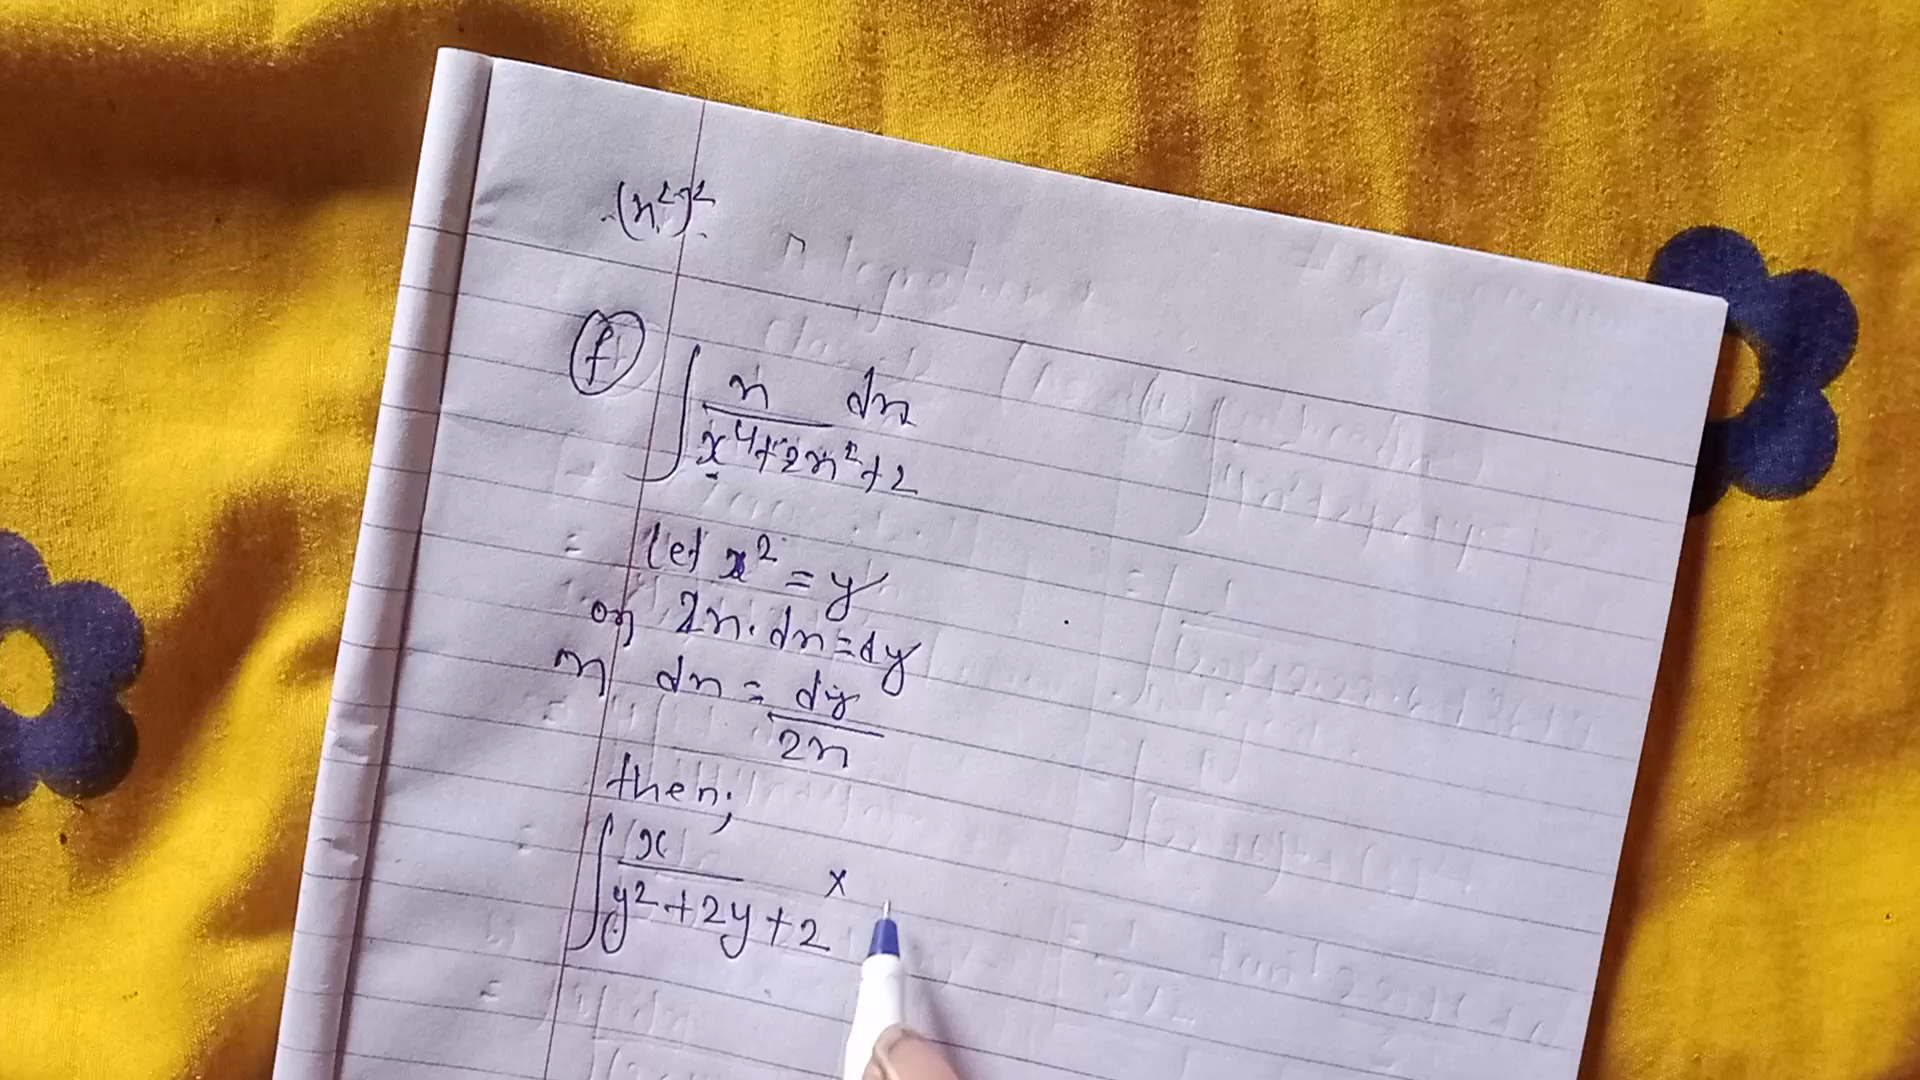 (x²)²
(f) ∫ x dx / x⁴+2x²+2
= let x² = y
or 2x. dx = dy
or dx = dy / 2x
then;
∫ x / y²+2y+2 ×